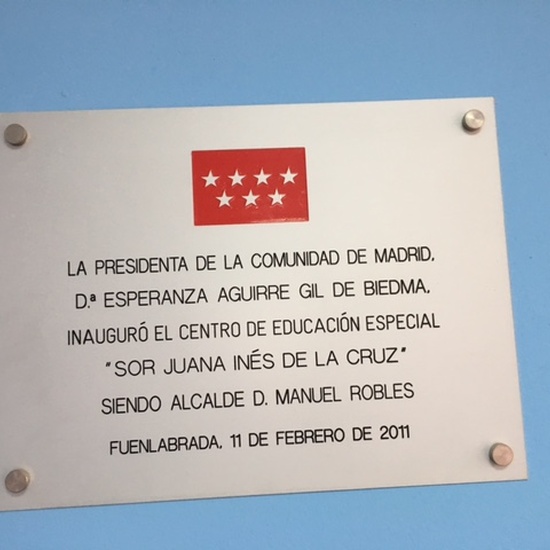 LA PRESIDENTA DE LA COMUNIDAD DE MADRID,
D.ª ESPERANZA AGUIRRE GIL DE BIEDMA,
INAUGURÓ EL CENTRO DE EDUCACIÓN ESPECIAL
"SOR JUANA INÉS DE LA CRUZ"
SIENDO ALCALDE D. MANUEL ROBLES
FUENLABRADA, 11 DE FEBRERO DE 2011